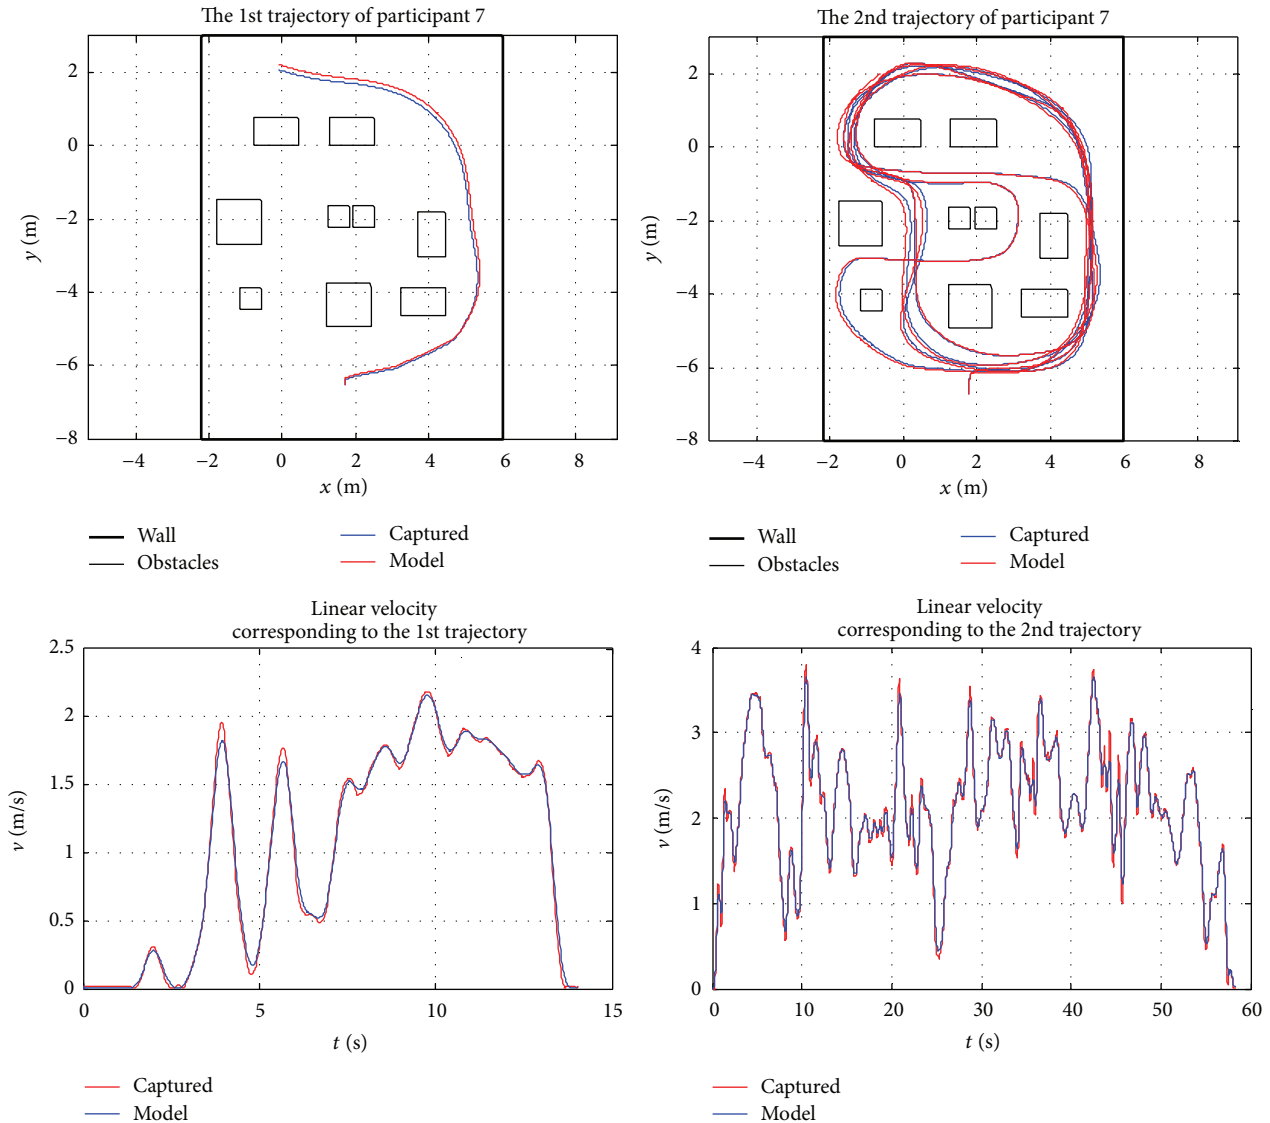 The 1st trajectory of participant 7
2
0
−2
−4
−6
−8
y (m)
−4
−2
0
2
4
6
8
x (m)
Wall
Obstacles
Captured
Model
The 2nd trajectory of participant 7
2
0
−2
−4
−6
−8
y (m)
−4
−2
0
2
4
6
8
x (m)
Wall
Obstacles
Captured
Model
Linear velocity
corresponding to the 1st trajectory
2.5
2
1.5
1
0.5
0
v (m/s)
0
5
10
15
t (s)
Captured
Model
Linear velocity
corresponding to the 2nd trajectory
4
3
2
1
0
v (m/s)
0
10
20
30
40
50
60
t (s)
Captured
Model